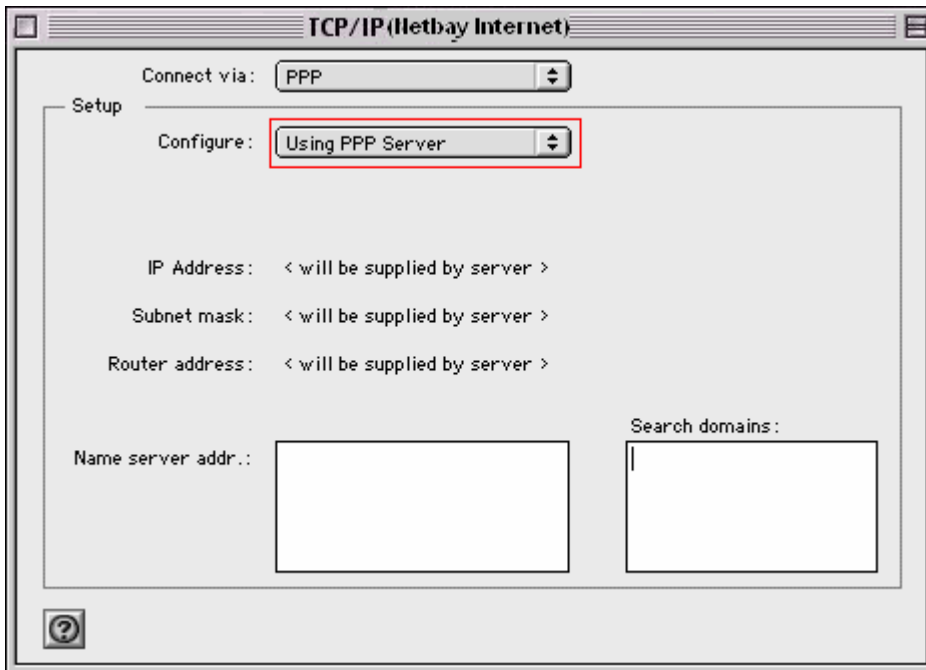 TCP/IP(Netbay Internet)
Connect via: PPP
Setup
Configure: Using PPP Server
IP Address: < will be supplied by server >
Subnet mask: < will be supplied by server >
Router address: < will be supplied by server >
Search domains:
Name server addr.:
?